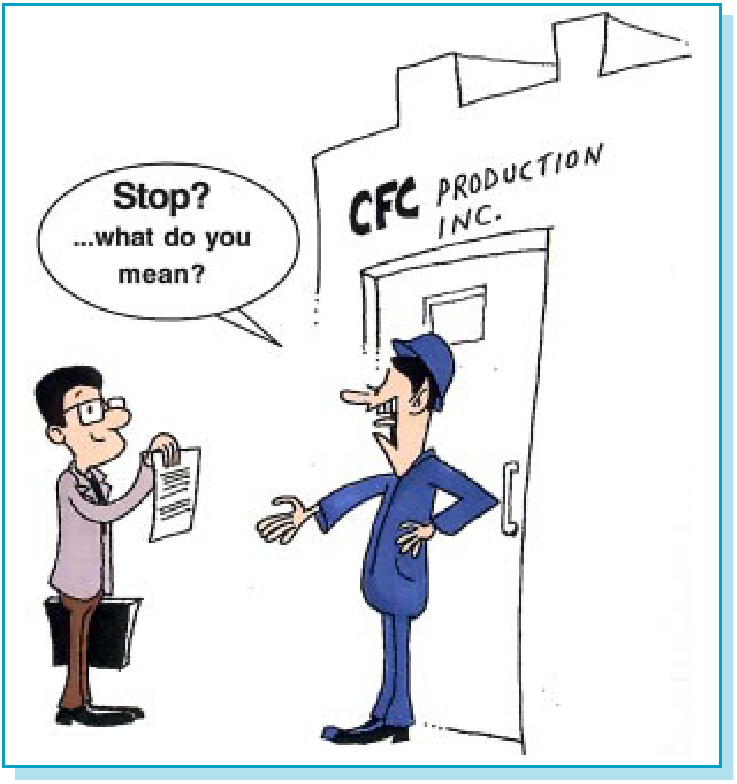 Stop?
...what do you
mean?
CFC PRODUCTION
INC.